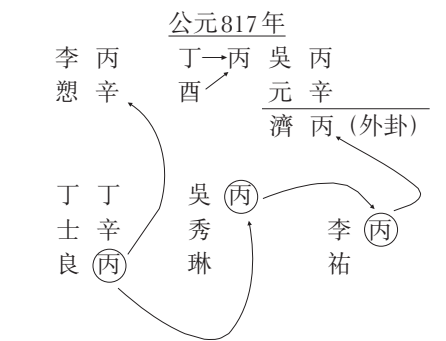 公元817年
李 丙 丁 丙 吳 丙
愬 辛 酉 元 辛
濟 丙 (外卦)
丁 丁 吳 丙
士 辛 秀 李 丙
良 丙 琳 祐